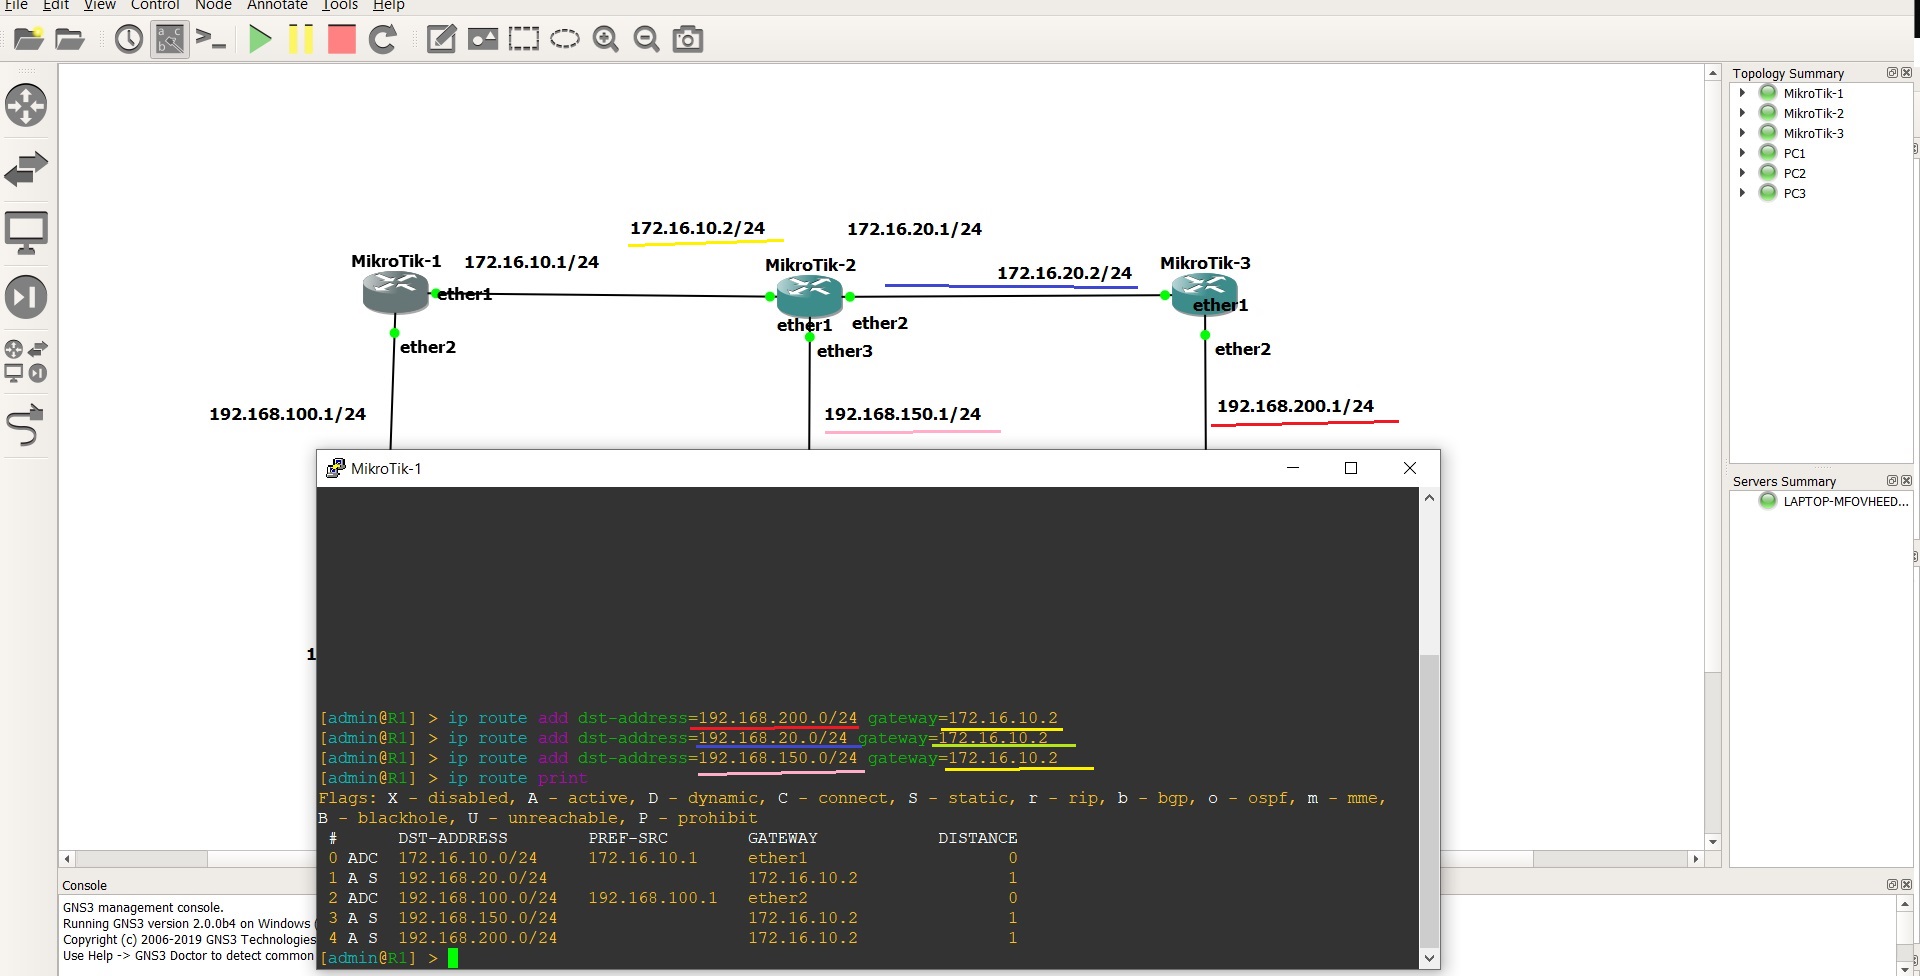 File Edit View Control Node Annotate Tools Help
Topology Summary
MikroTik-1
MikroTik-2
MikroTik-3
PC1
PC2
PC3
172.16.10.2/24
172.16.20.1/24
MikroTik-1
172.16.10.1/24
MikroTik-2
172.16.20.2/24
MikroTik-3
ether1
ether1
ether2
ether1
ether2
ether3
ether2
192.168.100.1/24
192.168.150.1/24
192.168.200.1/24
Servers Summary
LAPTOP-MFOVHEED...
MikroTik-1
1
[admin@R1] > ip route add dst-address=192.168.200.0/24 gateway=172.16.10.2
[admin@R1] > ip route add dst-address=192.168.20.0/24 gateway=172.16.10.2
[admin@R1] > ip route add dst-address=192.168.150.0/24 gateway=172.16.10.2
[admin@R1] > ip route print
Flags: X - disabled, A - active, D - dynamic, C - connect, S - static, r - rip, b - bgp, o - ospf, m - mme,
B - blackhole, U - unreachable, P - prohibit
# DST-ADDRESS PREF-SRC GATEWAY DISTANCE
0 ADC 172.16.10.0/24 172.16.10.1 ether1 0
1 A S 192.168.20.0/24 172.16.10.2 1
2 ADC 192.168.100.0/24 192.168.100.1 ether2 0
3 A S 192.168.150.0/24 172.16.10.2 1
4 A S 192.168.200.0/24 172.16.10.2 1
[admin@R1] >
Console
GNS3 management console.
Running GNS3 version 2.0.0b4 on Windows (
Copyright (c) 2006-2019 GNS3 Technologies
Use Help -> GNS3 Doctor to detect common